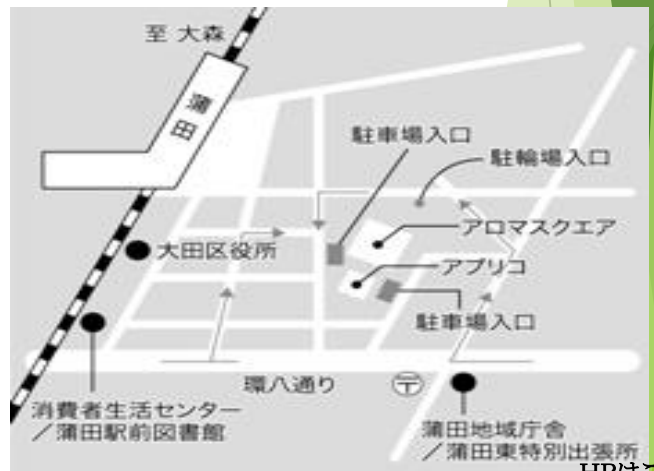 至 大森
蒲田
駐車場入口
駐輪場入口
アロマスクエア
大田区役所
アプリコ
駐車場入口
環八通り
〒
消費者生活センター
/蒲田駅前図書館
蒲田地域庁舎
/蒲田東特別出張所
HPは